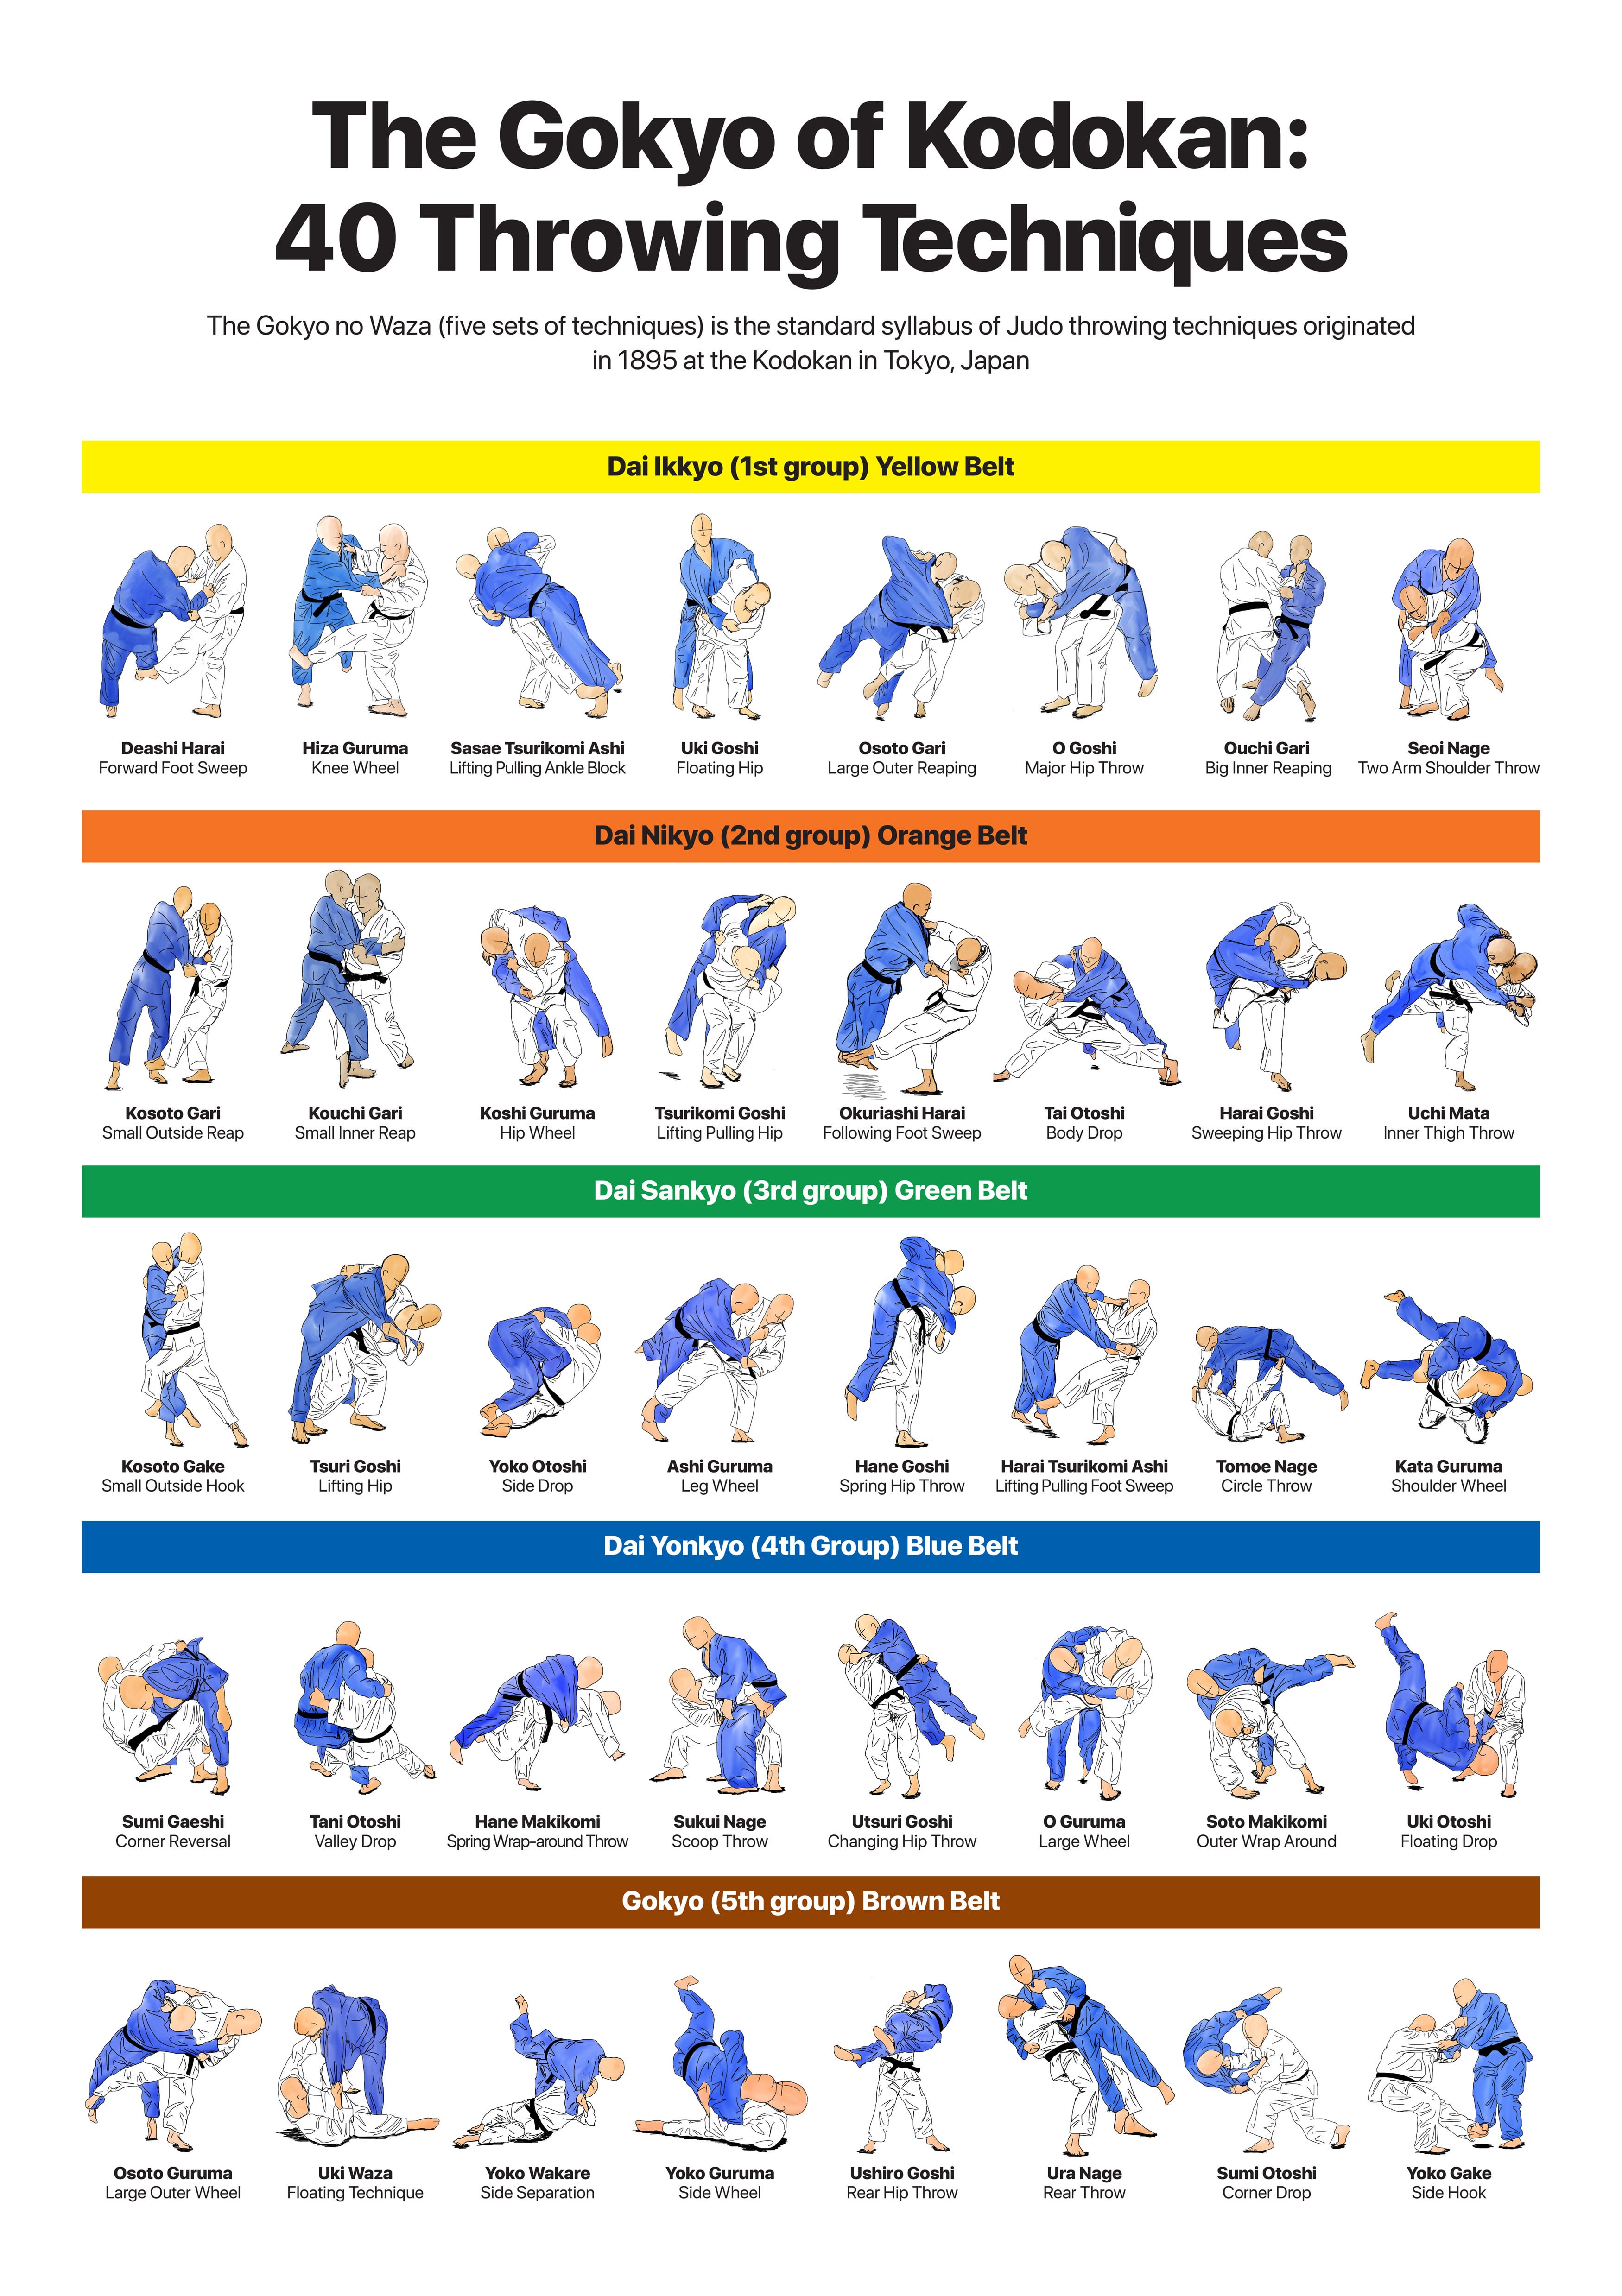 The Gokyo of Kodokan:
40 Throwing Techniques
The Gokyo no Waza (five sets of techniques) is the standard syllabus of Judo throwing techniques originated
in 1895 at the Kodokan in Tokyo, Japan
Dai Ikkyo (1st group) Yellow Belt
Deashi Harai
Forward Foot Sweep
Hiza Guruma
Knee Wheel
Sasae Tsurikomi Ashi
Lifting Pulling Ankle Block
Uki Goshi
Floating Hip
Osoto Gari
Large Outer Reaping
O Goshi
Major Hip Throw
Ouchi Gari
Big Inner Reaping
Seoi Nage
Two Arm Shoulder Throw
Dai Nikyo (2nd group) Orange Belt
Kosoto Gari
Small Outside Reap
Kouchi Gari
Small Inner Reap
Koshi Guruma
Hip Wheel
Tsurikomi Goshi
Lifting Pulling Hip
Okuriashi Harai
Following Foot Sweep
Tai Otoshi
Body Drop
Harai Goshi
Sweeping Hip Throw
Uchi Mata
Inner Thigh Throw
Dai Sankyo (3rd group) Green Belt
Kosoto Gake
Small Outside Hook
Tsuri Goshi
Lifting Hip
Yoko Otoshi
Side Drop
Ashi Guruma
Leg Wheel
Hane Goshi
Spring Hip Throw
Harai Tsurikomi Ashi
Lifting Pulling Foot Sweep
Tomoe Nage
Circle Throw
Kata Guruma
Shoulder Wheel
Dai Yonkyo (4th Group) Blue Belt
Sumi Gaeshi
Corner Reversal
Tani Otoshi
Valley Drop
Hane Makikomi
Spring Wrap-around Throw
Sukui Nage
Scoop Throw
Utsuri Goshi
Changing Hip Throw
O Guruma
Large Wheel
Soto Makikomi
Outer Wrap Around
Uki Otoshi
Floating Drop
Gokyo (5th group) Brown Belt
Osoto Guruma
Large Outer Wheel
Uki Waza
Floating Technique
Yoko Wakare
Side Separation
Yoko Guruma
Side Wheel
Ushiro Goshi
Rear Hip Throw
Ura Nage
Rear Throw
Sumi Otoshi
Corner Drop
Yoko Gake
Side Hook